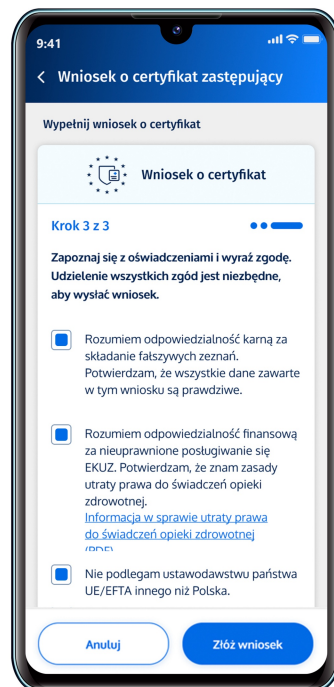 9:41
Wniosek o certyfikat zastępujący
Wypełnij wniosek o certyfikat
Wniosek o certyfikat
Krok 3 z 3
Zapoznaj się z oświadczeniami i wyraź zgodę.
Udzielenie wszystkich zgód jest niezbędne,
aby wysłać wniosek.
Rozumiem odpowiedzialność karną za
składanie fałszywych zeznań.
Potwierdzam, że wszystkie dane zawarte
w tym wniosku są prawdziwe.
Rozumiem odpowiedzialność finansową
za nieuprawnione posługiwanie się
EKUZ. Potwierdzam, że znam zasady
utraty prawa do świadczeń opieki
zdrowotnej.
Informacja w sprawie utraty prawa
do świadczeń opieki zdrowotnej
(PDF)
Nie podlegam ustawodawstwu państwa
UE/EFTA innego niż Polska.
Anuluj
Złóż wniosek